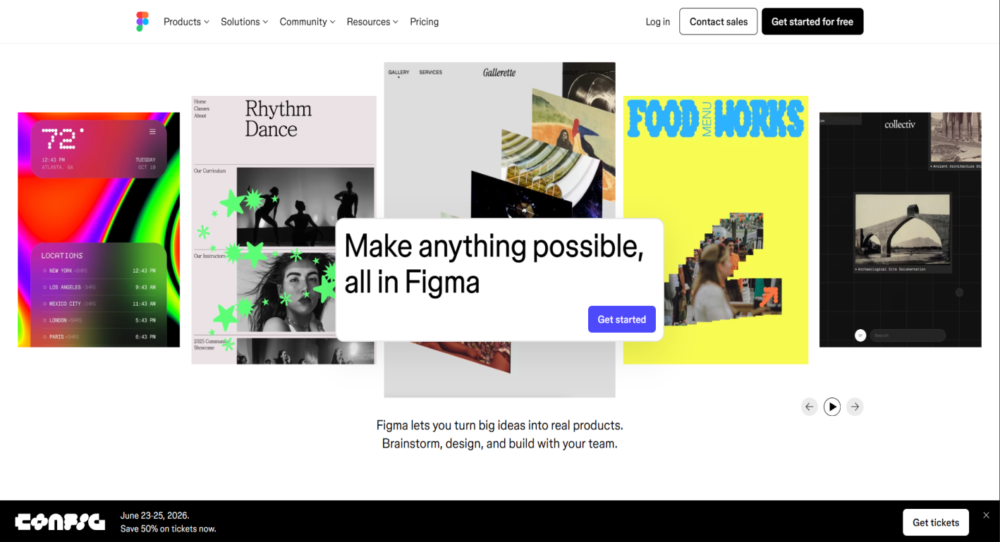 Products
Solutions
Community
Resources
Pricing
Log in
Contact sales
Get started for free
72°
12:43 PM
TUESDAY
ATLANTA, GA
OCT 10
LOCATIONS
NEW YORK +0HRS 12:43 PM
LOS ANGELES -3HRS 9:43 AM
MEXICO CITY -1HRS 11:43 AM
LONDON +5HRS 5:43 PM
PARIS +6HRS 6:43 PM
Home
Classes
About
Rhythm
Dance
Our Curriculum
Our Instructors
2025 Communi
Showcase
GALLERY
SERVICES
Gallerette
ABOUT
FOOD WORKS
MENU
collectiv
Ancient Architecture St
Archaeological Site Documentation
Search
Make anything possible,
all in Figma
Get started
Figma lets you turn big ideas into real products.
Brainstorm, design, and build with your team.
CONFIG
June 23-25, 2026.
Save 50% on tickets now.
Get tickets